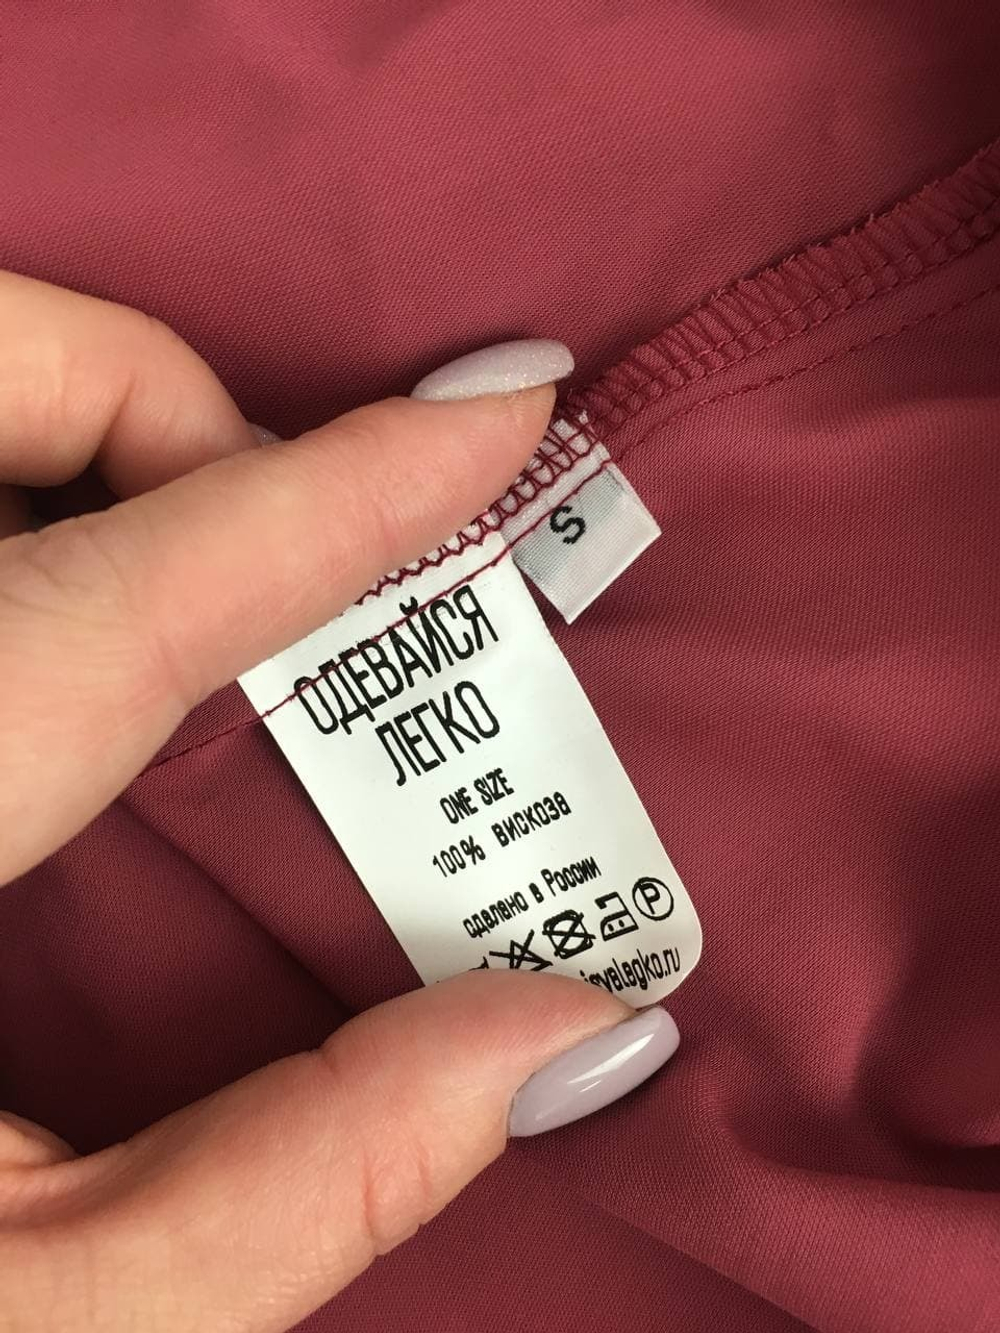 S
ОДЕВАЙСЯ
ЛЕГКО
ONE SIZE
100% вискоза
сделано в России
P